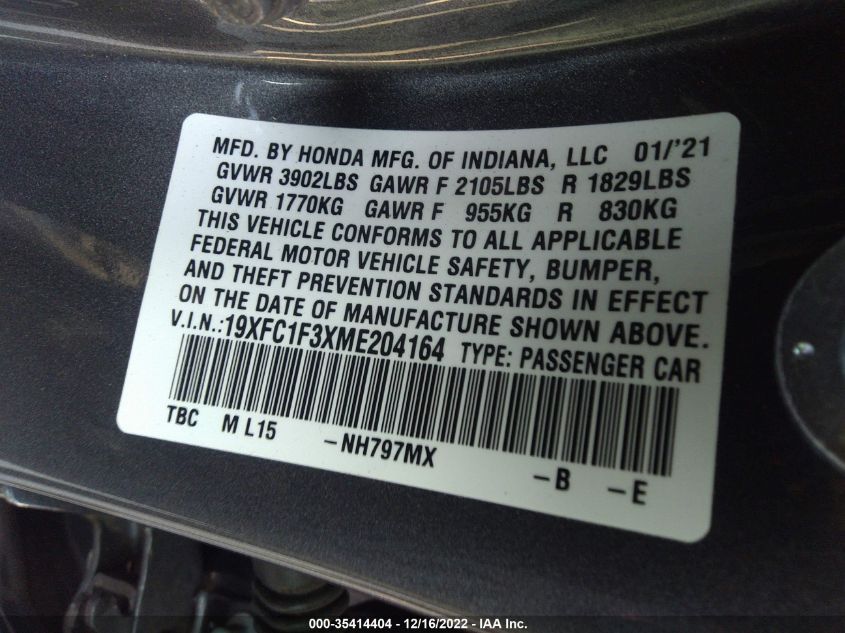 MFD. BY HONDA MFG. OF INDIANA, LLC 01/'21
GVWR 3902LBS GAWR F 2105LBS R 1829LBS
GVWR 1770KG GAWR F 955KG R 830KG
THIS VEHICLE CONFORMS TO ALL APPLICABLE
FEDERAL MOTOR VEHICLE SAFETY, BUMPER,
AND THEFT PREVENTION STANDARDS IN EFFECT
ON THE DATE OF MANUFACTURE SHOWN ABOVE.
V.I.N.:19XFC1F3XME204164 TYPE: PASSENGER CAR
TBC M L15 -NH797MX -B -E
000-35414404 - 12/16/2022 - IAA Inc.